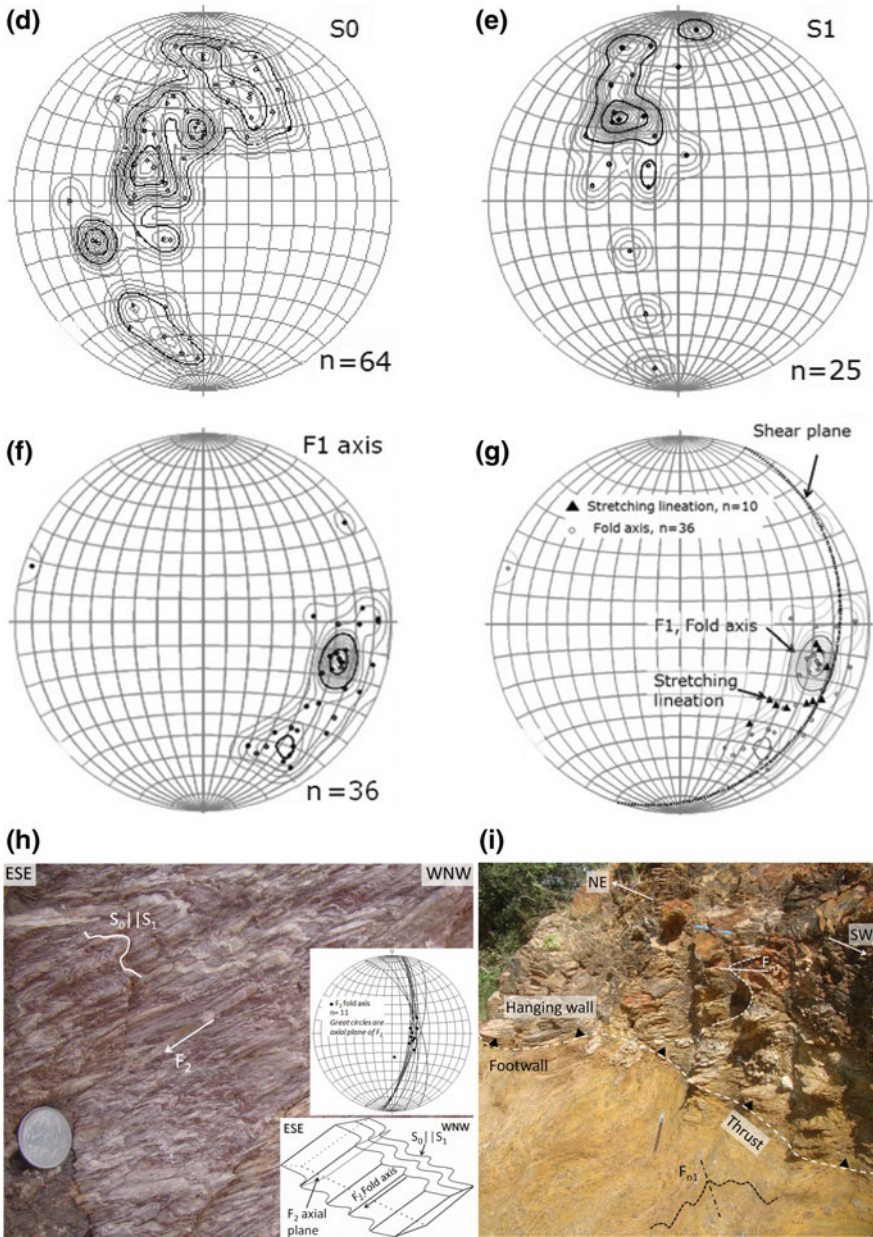 (d)
S0
n=64
(e)
S1
n=25
(f)
F1 axis
n=36
(g)
Shear plane
▲ Stretching lineation, n=10
○ Fold axis, n=36
F1, Fold axis
Stretching
lineation
(h)
ESE
WNW
S₀||S₁
F₂
• F₂ fold axis
n= 11
Great circles are
axial plane of F₂
ESE
WNW
S₀||S₁
F₂ Fold axis
F₂ axial
plane
(i)
NE
SW
Fₙ₁
Hanging wall
Footwall
Thrust
Fₙ₁